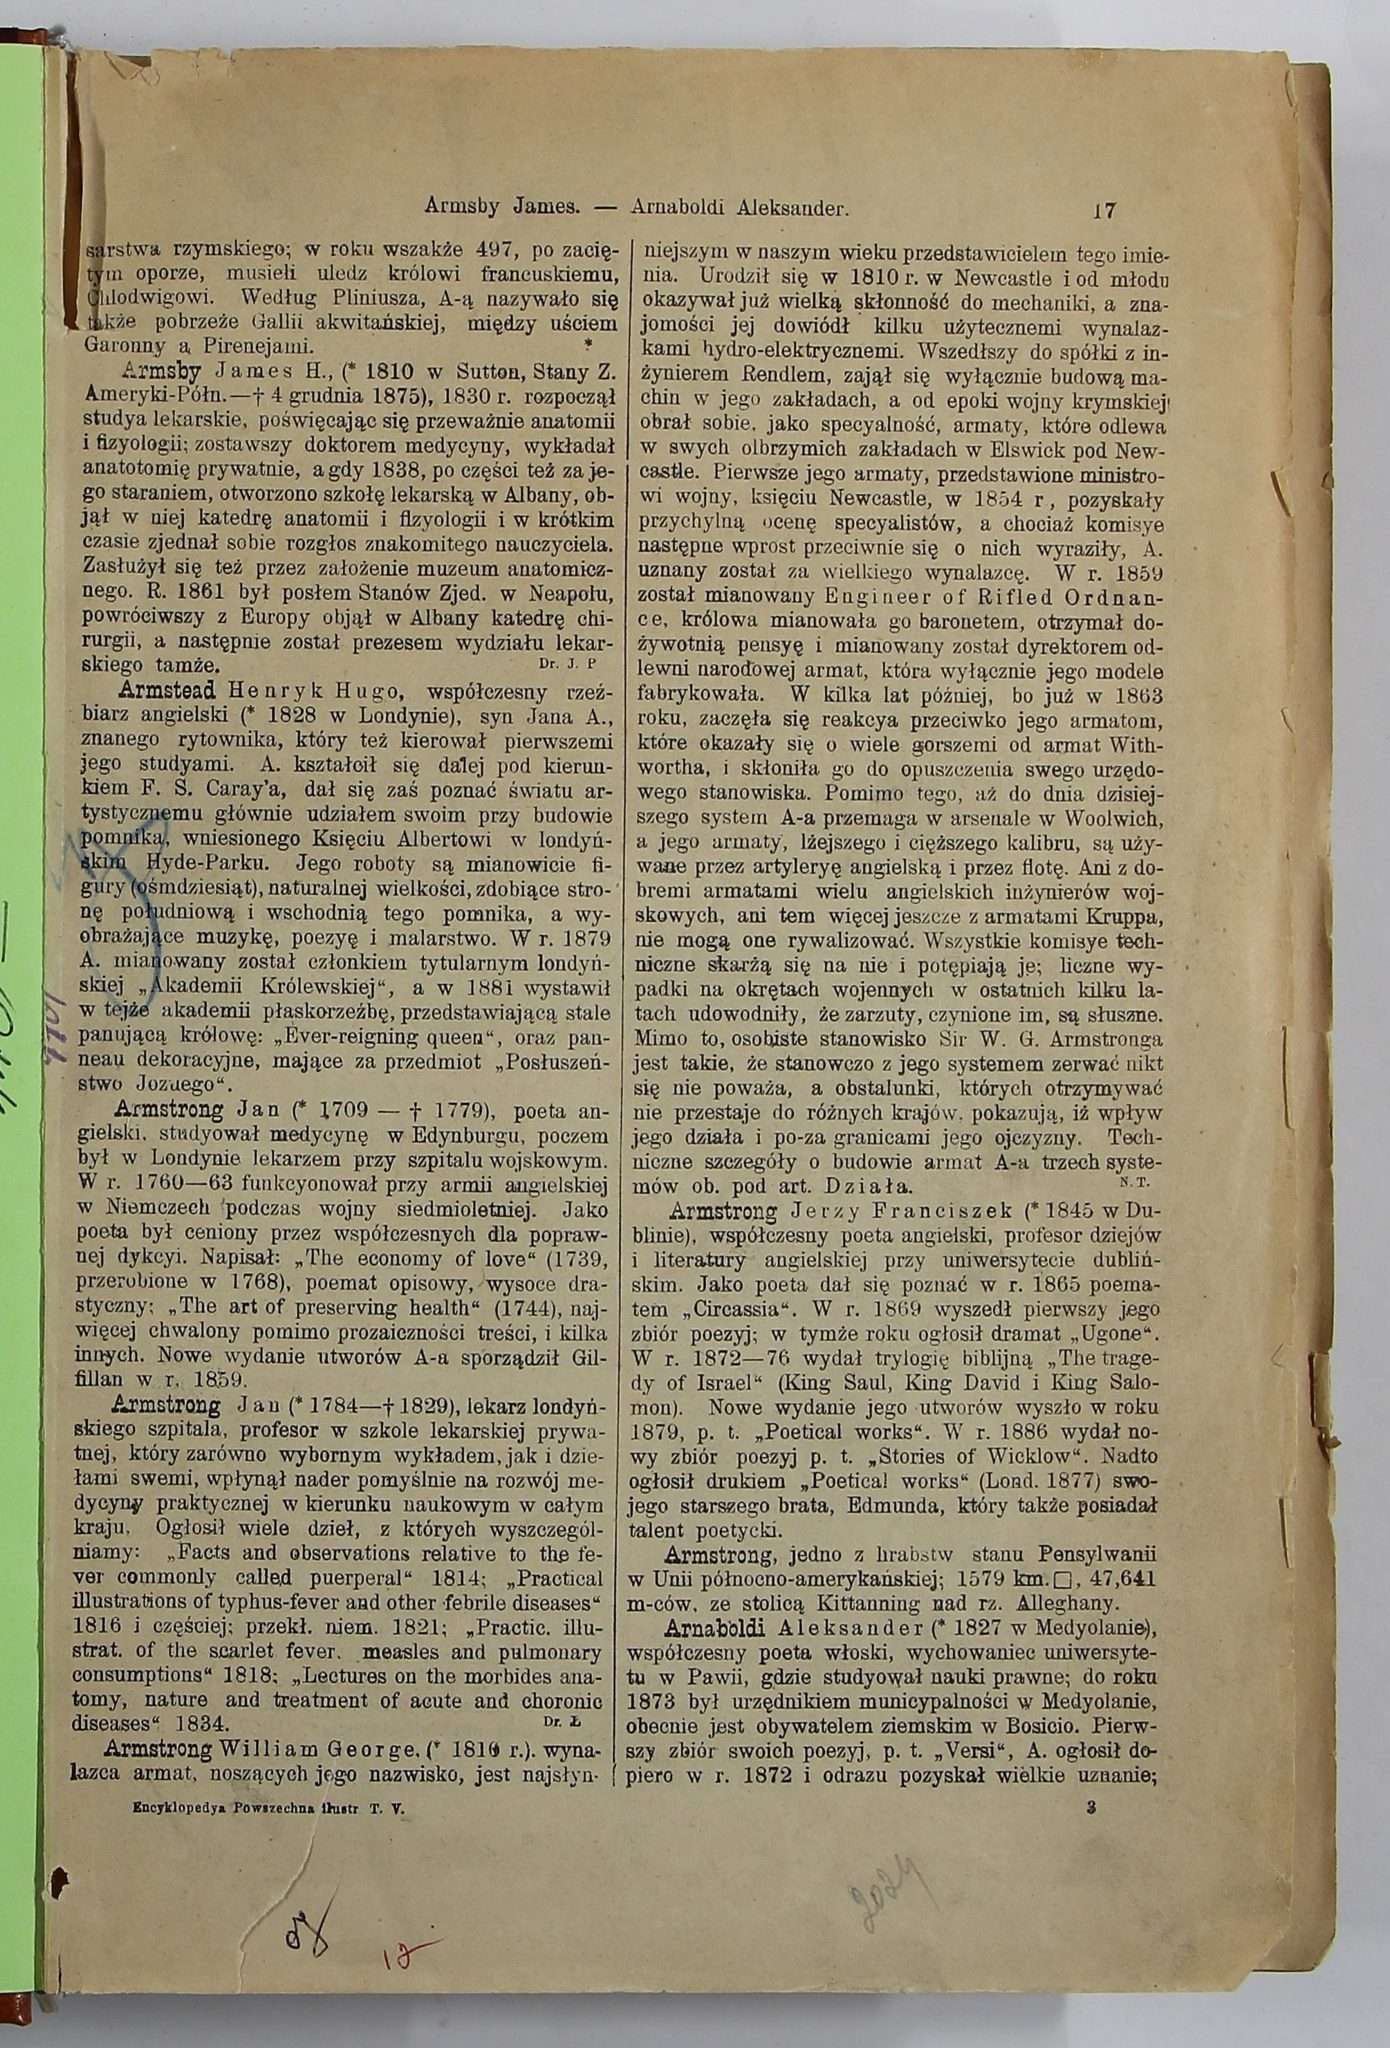 Armsby James. — Arnaboldi Aleksander. 17
sarstwa rzymskiego; w roku wszakże 497, po zacię-
tym oporze, musieli uledz królowi francuskiemu,
Chlodwigowi. Według Pliniusza, A-ą nazywało się
także pobrzeże Gallii akwitańskiej, między uściem
Garonny a Pirenejami. *
Armsby James H., (* 1810 w Sutton, Stany Z.
Ameryki-Półn.—† 4 grudnia 1875), 1830 r. rozpoczął
studya lekarskie, poświęcając się przeważnie anatomii
i fizyologii; zostawszy doktorem medycyny, wykładał
anatotomię prywatnie, a gdy 1838, po części też za je-
go staraniem, otworzono szkołę lekarską w Albany, ob-
jął w niej katedrę anatomii i fizyologii i w krótkim
czasie zjednał sobie rozgłos znakomitego nauczyciela.
Zasłużył się też przez założenie muzeum anatomicz-
nego. R. 1861 był posłem Stanów Zjed. w Neapolu,
powróciwszy z Europy objął w Albany katedrę chi-
rurgii, a następnie został prezesem wydziału lekar-
skiego tamże. Dr. J. P
Armstead Henryk Hugo, współczesny rzeź-
biarz angielski (* 1828 w Londynie), syn Jana A.,
znanego rytownika, który też kierował pierwszemi
jego studyami. A. kształcił się dalej pod kierun-
kiem F. S. Caray'a, dał się zaś poznać światu ar-
tystycznemu głównie udziałem swoim przy budowie
pomnika, wniesionego Księciu Albertowi w londyń-
skim Hyde-Parku. Jego roboty są mianowicie fi-
gury (ośmdziesiąt), naturalnej wielkości, zdobiące stro-
nę południową i wschodnią tego pomnika, a wy-
obrażające muzykę, poezyę i malarstwo. W r. 1879
A. mianowany został członkiem tytularnym londyń-
skiej „Akademii Królewskiej“, a w 1881 wystawił
w tejże akademii płaskorzeźbę, przedstawiającą stale
panującą królowę: „Ever-reigning queen“, oraz pan-
neau dekoracyjne, mające za przedmiot „Posłuszeń-
stwo Jozuego“.
Armstrong Jan (* 1709 — † 1779), poeta an-
gielski, studyował medycynę w Edynburgu, poczem
był w Londynie lekarzem przy szpitalu wojskowym.
W r. 1760—63 funkcyonował przy armii angielskiej
w Niemczech podczas wojny siedmioletniej. Jako
poeta był ceniony przez współczesnych dla popraw-
nej dykcyi. Napisał: „The economy of love“ (1739,
przerobione w 1768), poemat opisowy, wysoce dra-
styczny; „The art of preserving health“ (1744), naj-
więcej chwalony pomimo prozaiczności treści, i kilka
innych. Nowe wydanie utworów A-a sporządził Gil-
fillan w r. 1859.
Armstrong Jan (* 1784—† 1829), lekarz londyń-
skiego szpitala, profesor w szkole lekarskiej prywa-
tnej, który zarówno wybornym wykładem, jak i dzie-
łami swemi, wpłynął nader pomyślnie na rozwój me-
dycyny praktycznej w kierunku naukowym w całym
kraju. Ogłosił wiele dzieł, z których wyszczegól-
niamy: „Facts and observations relative to the fe-
ver commonly called puerperal“ 1814; „Practical
illustrations of typhus-fever and other febrile diseases“
1816 i częściej; przekł. niem. 1821; „Practic. illu-
strat. of the scarlet fever. measles and pulmonary
consumptions“ 1818; „Lectures on the morbides ana-
tomy, nature and treatment of acute and choronic
diseases“ 1834. Dr. Ł
Armstrong William George. (* 1810 r.). wyna-
lazca armat, noszących jego nazwisko, jest najsłyn-
niejszym w naszym wieku przedstawicielem tego imie-
nia. Urodził się w 1810 r. w Newcastle i od młodu
okazywał już wielką skłonność do mechaniki, a zna-
jomości jej dowiódł kilku użytecznemi wynalaz-
kami hydro-elektrycznemi. Wszedłszy do spółki z in-
żynierem Rendlem, zajął się wyłącznie budową ma-
chin w jego zakładach, a od epoki wojny krymskiej
obrał sobie, jako specyalność, armaty, które odlewa
w swych olbrzymich zakładach w Elswick pod New-
castle. Pierwsze jego armaty, przedstawione ministro-
wi wojny, księciu Newcastle, w 1854 r, pozyskały
przychylną ocenę specyalistów, a chociaż komisye
następne wprost przeciwnie się o nich wyraziły, A.
uznany został za wielkiego wynalazcę. W r. 1859
został mianowany Engineer of Rifled Ordnan-
ce, królowa mianowała go baronetem, otrzymał do-
żywotnią pensyę i mianowany został dyrektorem od-
lewni narodowej armat, która wyłącznie jego modele
fabrykowała. W kilka lat później, bo już w 1863
roku, zaczęła się reakcya przeciwko jego armatom,
które okazały się o wiele gorszemi od armat With-
wortha, i skłoniła go do opuszczenia swego urzędo-
wego stanowiska. Pomimo tego, aż do dnia dzisiej-
szego system A-a przemaga w arsenale w Woolwich,
a jego armaty, lżejszego i cięższego kalibru, są uży-
wane przez artyleryę angielską i przez flotę. Ani z do-
bremi armatami wielu angielskich inżynierów woj-
skowych, ani tem więcej jeszcze z armatami Kruppa,
nie mogą one rywalizować. Wszystkie komisye tech-
niczne skarżą się na nie i potępiają je; liczne wy-
padki na okrętach wojennych w ostatnich kilku la-
tach udowodniły, że zarzuty, czynione im, są słuszne.
Mimo to, osobiste stanowisko Sir W. G. Armstronga
jest takie, że stanowczo z jego systemem zerwać nikt
się nie poważa, a obstalunki, których otrzymywać
nie przestaje do różnych krajów, pokazują, iż wpływ
jego działa i po-za granicami jego ojczyzny. Tech-
niczne szczegóły o budowie armat A-a trzech syste-
mów ob. pod art. Działa. N. T.
Armstrong Jerzy Franciszek (* 1845 w Du-
blinie), współczesny poeta angielski, profesor dziejów
i literatury angielskiej przy uniwersytecie dubliń-
skim. Jako poeta dał się poznać w r. 1865 poema-
tem „Circassia“. W r. 1869 wyszedł pierwszy jego
zbiór poezyj; w tymże roku ogłosił dramat „Ugone“.
W r. 1872—76 wydał trylogię biblijną „The trage-
dy of Israel“ (King Saul, King David i King Salo-
mon). Nowe wydanie jego utworów wyszło w roku
1879, p. t. „Poetical works“. W r. 1886 wydał no-
wy zbiór poezyj p. t. „Stories of Wicklow“. Nadto
ogłosił drukiem „Poetical works“ (Lond. 1877) swo-
jego starszego brata, Edmunda, który także posiadał
talent poetycki.
Armstrong, jedno z hrabstw stanu Pensylwanii
w Unii północno-amerykańskiej; 1579 km.□, 47,641
m-ców, ze stolicą Kittanning nad rz. Alleghany.
Arnaboldi Aleksander (* 1827 w Medyolanie),
współczesny poeta włoski, wychowaniec uniwersyte-
tu w Pawii, gdzie studyował nauki prawne; do roku
1873 był urzędnikiem municypalności w Medyolanie,
obecnie jest obywatelem ziemskim w Bosicio. Pierw-
szy zbiór swoich poezyj, p. t. „Versi“, A. ogłosił do-
piero w r. 1872 i odrazu pozyskał wielkie uznanie;
Encyklopedya Powszechna ilustr T. V. 3
2024
12